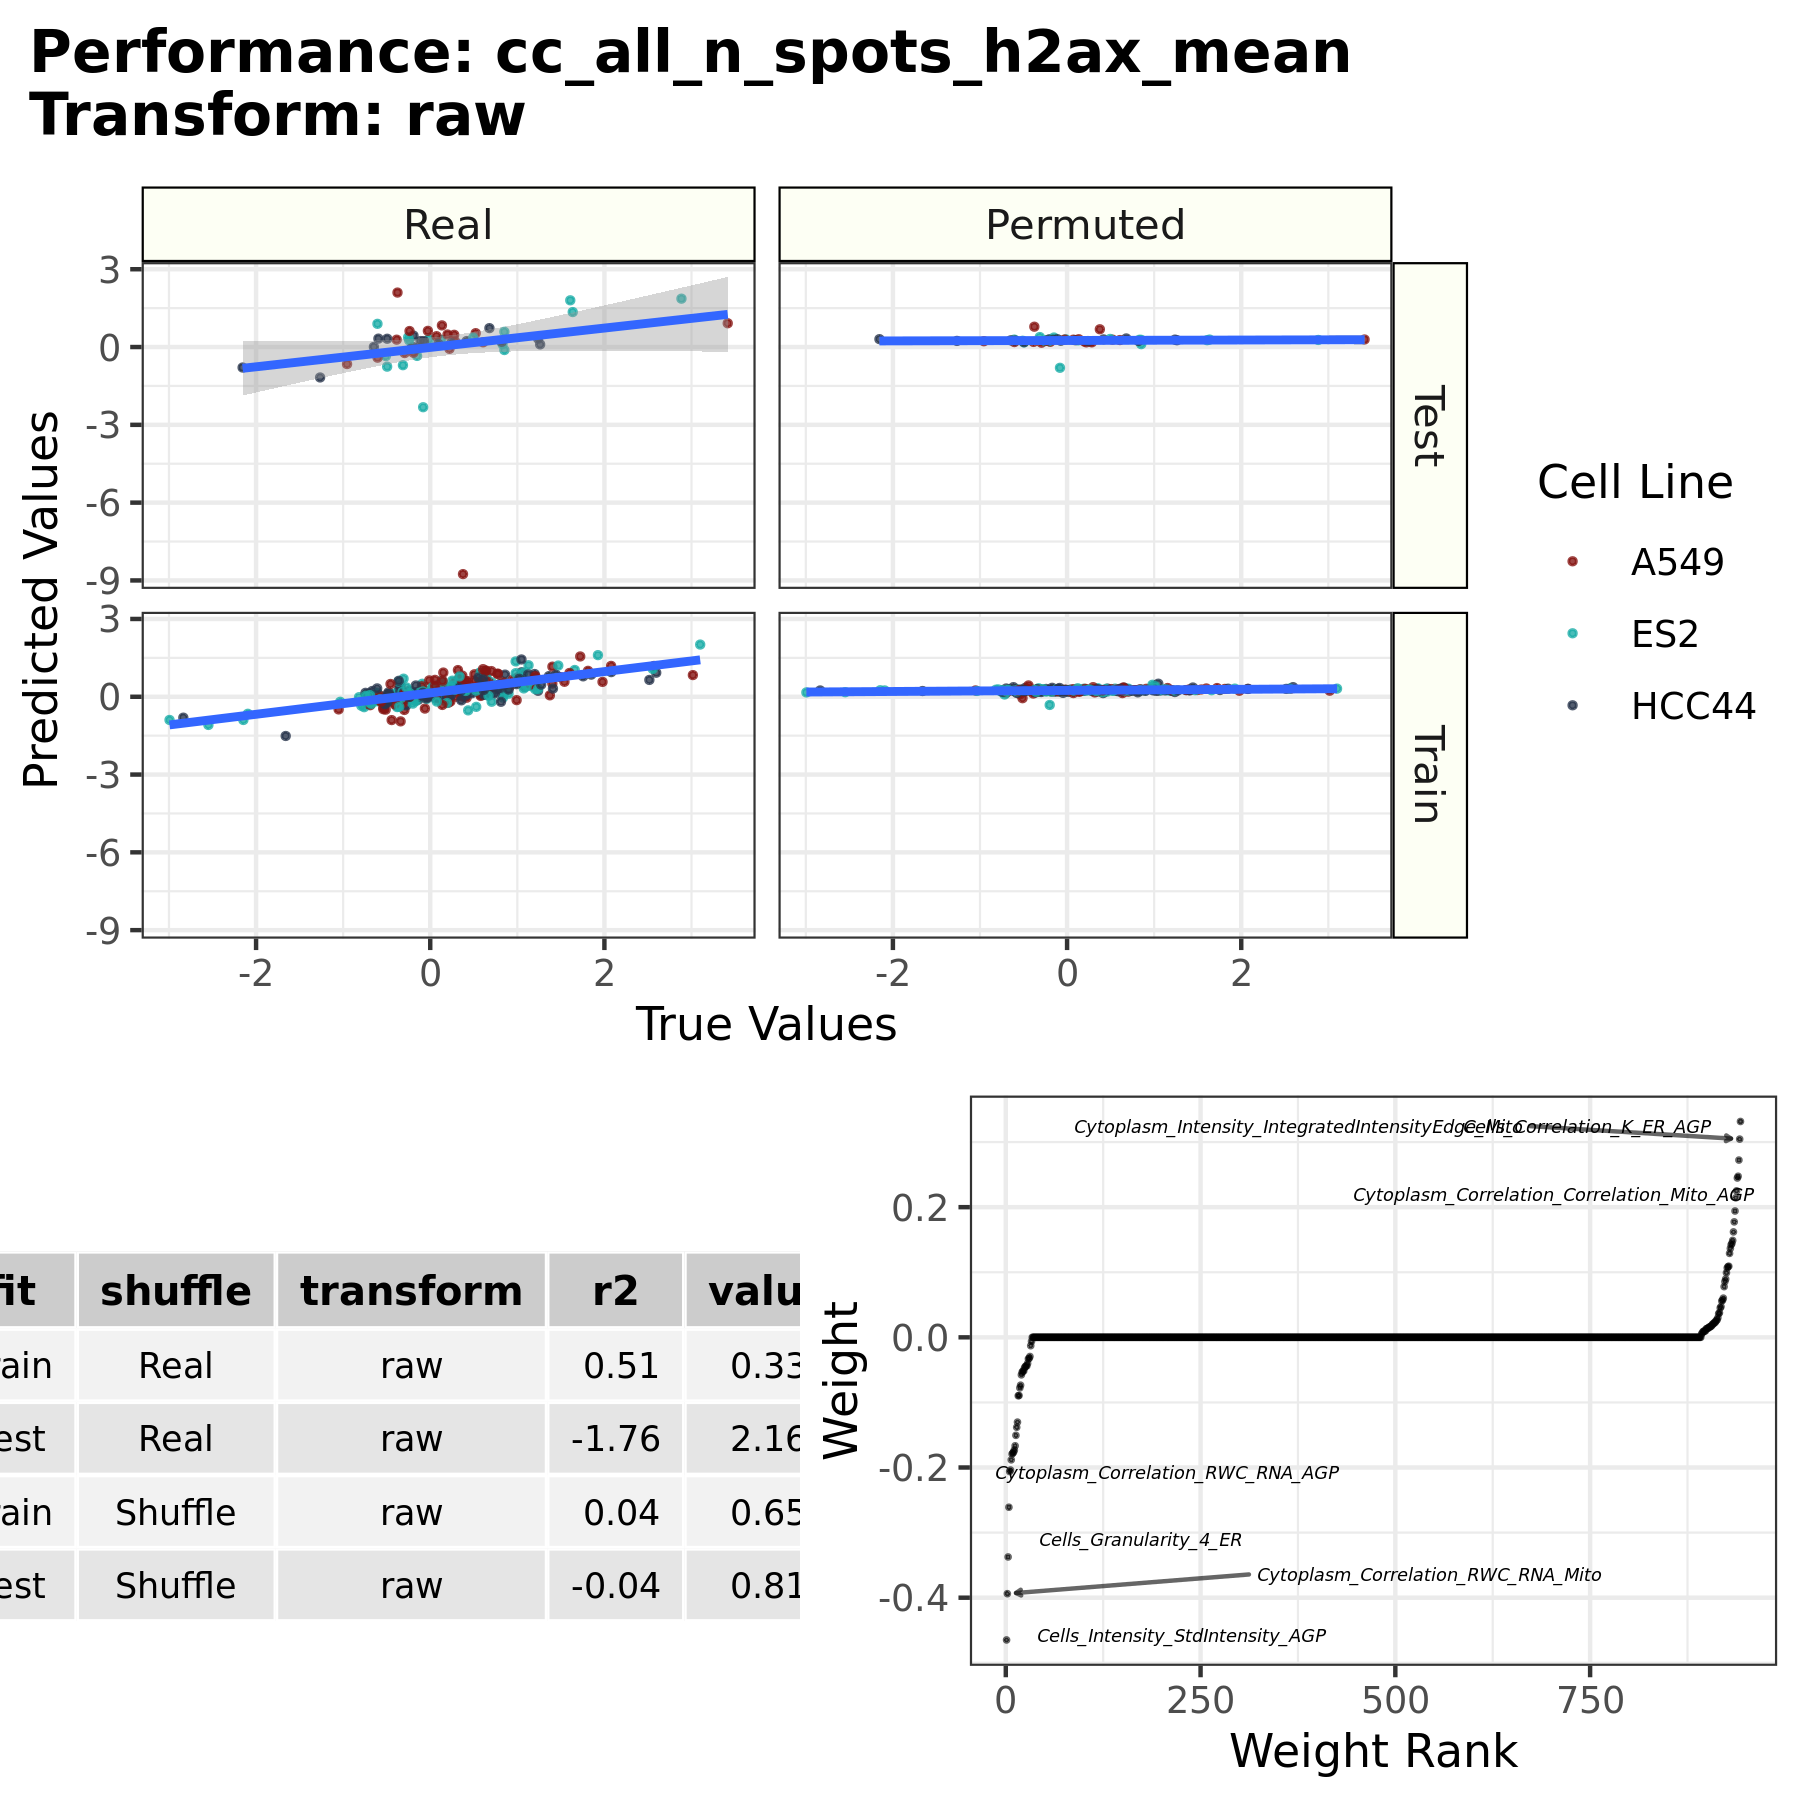 Performance: cc_all_n_spots_h2ax_mean
Transform: raw
Real
Permuted
3
0
-3
-6
-9
Test
3
0
-3
-6
-9
Train
Predicted Values
-2
0
2
-2
0
2
True Values
Cell Line
A549
ES2
HCC44
fit shuffle transform r2 valu
ain Real raw 0.51 0.33
est Real raw -1.76 2.16
ain Shuffle raw 0.04 0.65
est Shuffle raw -0.04 0.81
Weight
0.2
0.0
-0.2
-0.4
Cytoplasm_Intensity_IntegratedIntensityEdge_Mito
Cells_Correlation_K_ER_AGP
Cytoplasm_Correlation_Correlation_Mito_AGP
Cytoplasm_Correlation_RWC_RNA_AGP
Cells_Granularity_4_ER
Cytoplasm_Correlation_RWC_RNA_Mito
Cells_Intensity_StdIntensity_AGP
0
250
500
750
Weight Rank